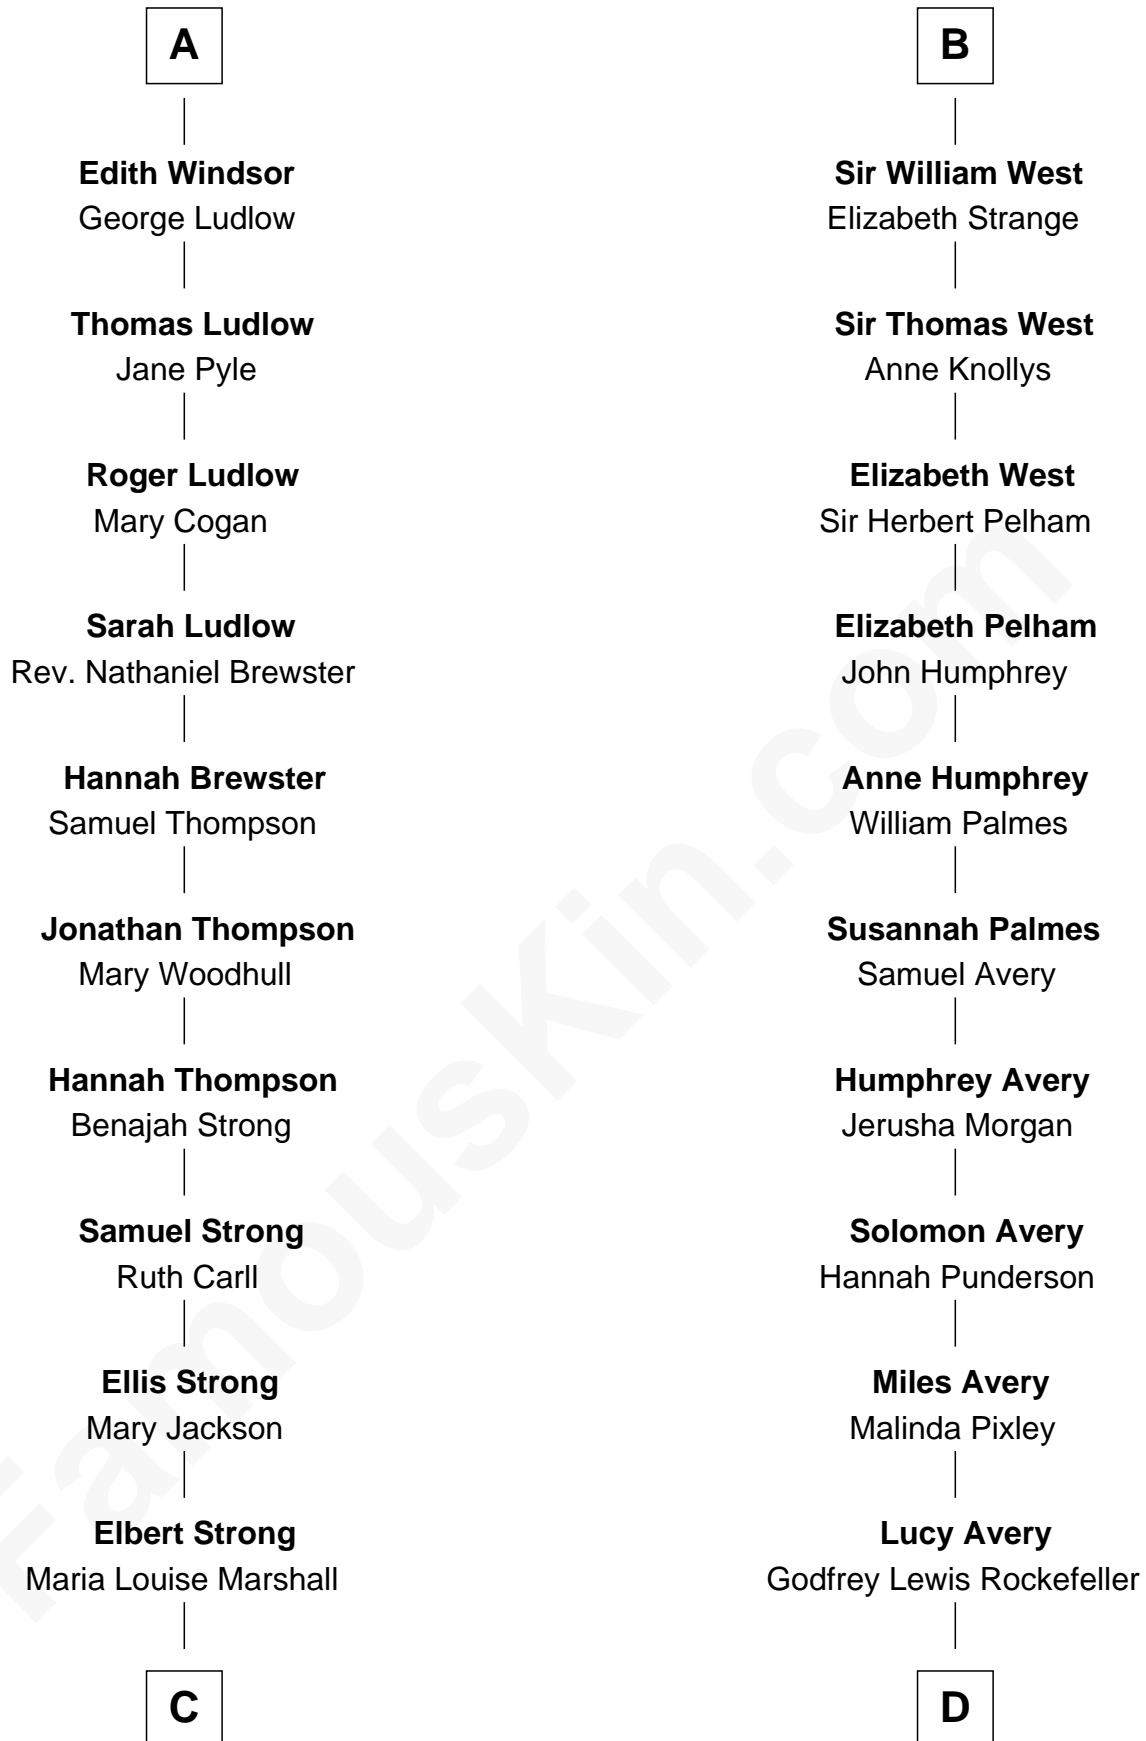 A
Edith Windsor
George Ludlow
Thomas Ludlow
Jane Pyle
Roger Ludlow
Mary Cogan
Sarah Ludlow
Rev. Nathaniel Brewster
Hannah Brewster
Samuel Thompson
Jonathan Thompson
Mary Woodhull
Hannah Thompson
Benajah Strong
Samuel Strong
Ruth Carll
Ellis Strong
Mary Jackson
Elbert Strong
Maria Louise Marshall
C
B
Sir William West
Elizabeth Strange
Sir Thomas West
Anne Knollys
Elizabeth West
Sir Herbert Pelham
Elizabeth Pelham
John Humphrey
Anne Humphrey
William Palmes
Susannah Palmes
Samuel Avery
Humphrey Avery
Jerusha Morgan
Solomon Avery
Hannah Punderson
Miles Avery
Malinda Pixley
Lucy Avery
Godfrey Lewis Rockefeller
D
FamousKin.com